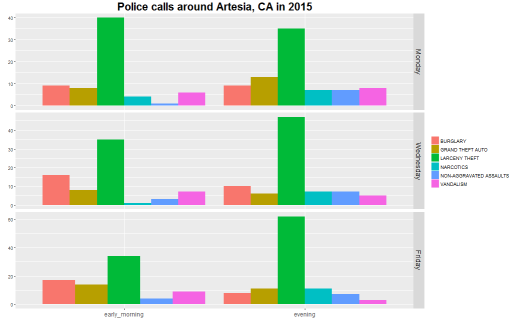 Police calls around Artesia, CA in 2015
40
30
20
10
0
Monday
40
30
20
10
0
Wednesday
60
40
20
0
Friday
early_morning
evening
BURGLARY
GRAND THEFT AUTO
LARCENY THEFT
NARCOTICS
NON-AGGRAVATED ASSAULTS
VANDALISM